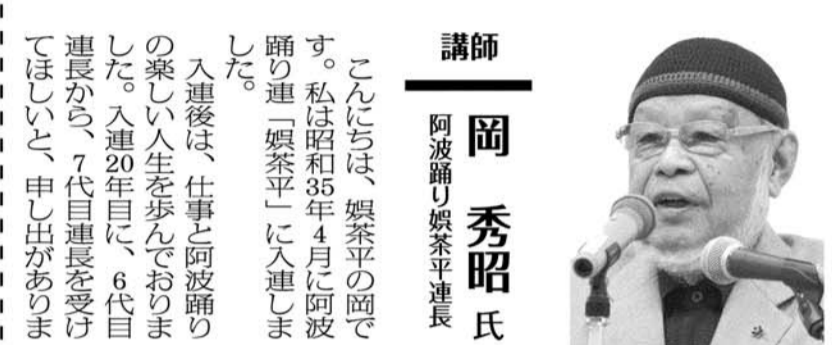 講師
岡　秀昭 氏
阿波踊り娯茶平連長
こんにちは、娯茶平の岡で
す。私は昭和35年4月に阿波
踊り連「娯茶平」に入連しま
した。
入連後は、仕事と阿波踊り
の楽しい人生を歩んでおりま
した。入連20年目に、6代目
連長から、7代目連長を受け
てほしいと、申し出がありま